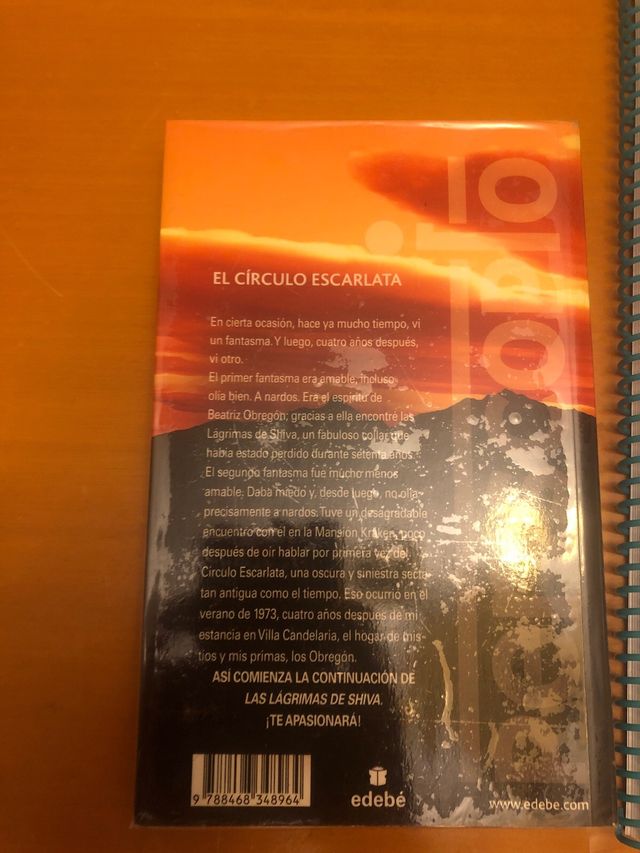 EL CÍRCULO ESCARLATA
En cierta ocasión, hace ya mucho tiempo, vi
un fantasma. Y luego, cuatro años después,
vi otro.
El primer fantasma era amable, incluso
olía bien. A nardos. Era el espíritu de
Beatriz Obregón; gracias a ella encontré las
Lágrimas de Shiva, un fabuloso collar que
había estado perdido durante setenta años.
El segundo fantasma fue mucho menos
amable. Daba miedo y, desde luego, no olía
precisamente a nardos. Tuve un desagradable
encuentro con él en la Mansión Kraken, poco
después de oír hablar por primera vez del
Círculo Escarlata, una oscura y siniestra secta
tan antigua como el tiempo. Eso ocurrió en el
verano de 1973, cuatro años después de mi
estancia en Villa Candelaria, el hogar de mis
tíos y mis primas, los Obregón.
ASÍ COMIENZA LA CONTINUACIÓN DE
LAS LÁGRIMAS DE SHIVA.
¡TE APASIONARÁ!
9 788468 348964
edebé
www.edebe.com